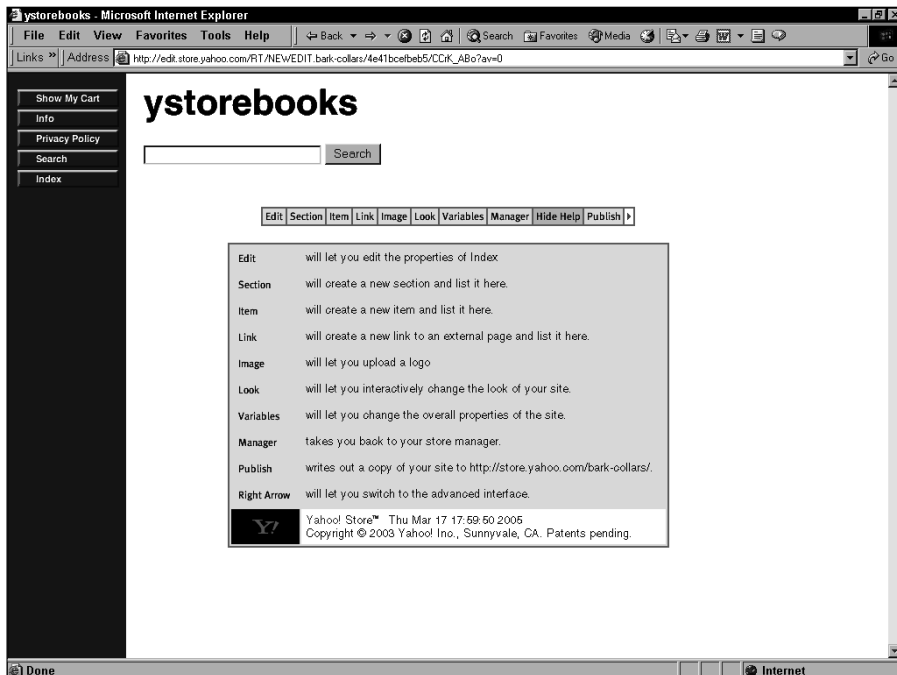 ystorebooks - Microsoft Internet Explorer
File Edit View Favorites Tools Help Back Search Favorites Media
Links » Address http://edit.store.yahoo.com/RT/NEWEDIT.bark-collars/4e41bcefbeb5/CCrK_ABo?av=0 Go
Show My Cart
Info
Privacy Policy
Search
Index
ystorebooks
Search
Edit Section Item Link Image Look Variables Manager Hide Help Publish
Edit will let you edit the properties of Index
Section will create a new section and list it here.
Item will create a new item and list it here.
Link will create a new link to an external page and list it here.
Image will let you upload a logo
Look will let you interactively change the look of your site.
Variables will let you change the overall properties of the site.
Manager takes you back to your store manager.
Publish writes out a copy of your site to http://store.yahoo.com/bark-collars/.
Right Arrow will let you switch to the advanced interface.
Y!
Yahoo! Store™ Thu Mar 17 17:59:50 2005
Copyright © 2003 Yahoo! Inc., Sunnyvale, CA. Patents pending.
Done
Internet